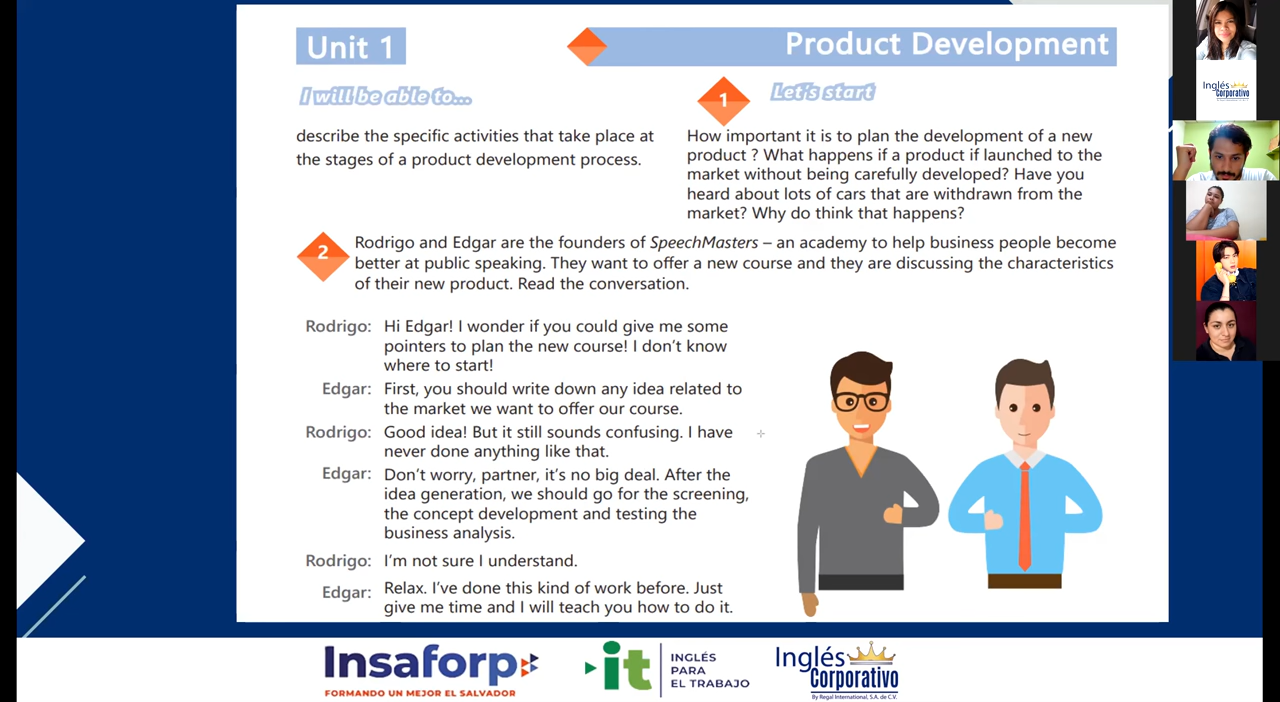 Unit 1
Product Development
I will be able to...
describe the specific activities that take place at
the stages of a product development process.
1
Let's start
How important it is to plan the development of a new
product ? What happens if a product if launched to the
market without being carefully developed? Have you
heard about lots of cars that are withdrawn from the
market? Why do think that happens?
2
Rodrigo and Edgar are the founders of SpeechMasters – an academy to help business people become
better at public speaking. They want to offer a new course and they are discussing the characteristics
of their new product. Read the conversation.
Rodrigo: Hi Edgar! I wonder if you could give me some
pointers to plan the new course! I don't know
where to start!
Edgar: First, you should write down any idea related to
the market we want to offer our course.
Rodrigo: Good idea! But it still sounds confusing. I have
never done anything like that.
Edgar: Don't worry, partner, it's no big deal. After the
idea generation, we should go for the screening,
the concept development and testing the
business analysis.
Rodrigo: I'm not sure I understand.
Edgar: Relax. I've done this kind of work before. Just
give me time and I will teach you how to do it.
Insaforp
FORMANDO UN MEJOR EL SALVADOR
it
INGLÉS
PARA
EL TRABAJO
Inglés
Corporativo
By Regal International, S.A. de C.V.
Inglés
Corporativo